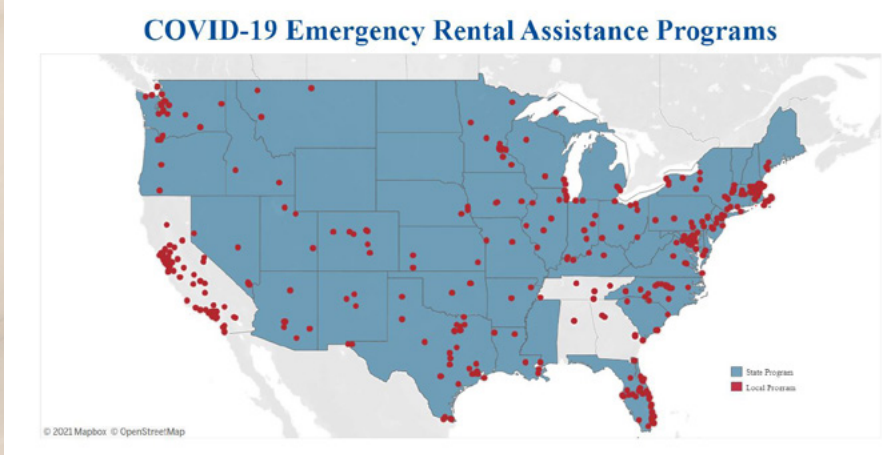 COVID-19 Emergency Rental Assistance Programs
State Program
Local Program
© 2021 Mapbox © OpenStreetMap